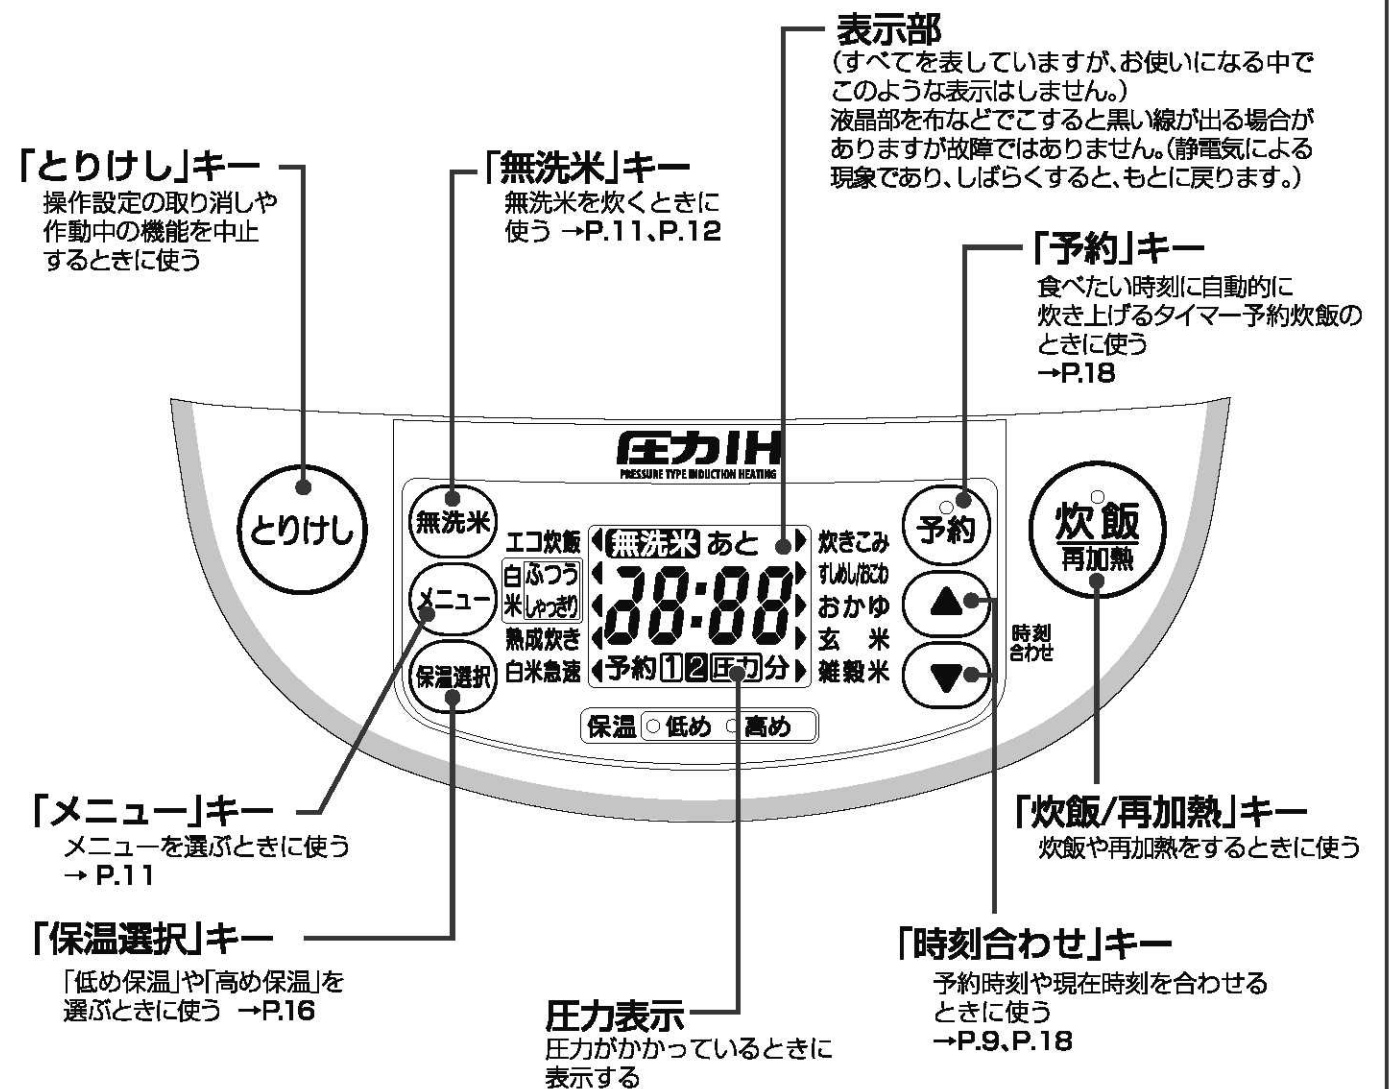 表示部
(すべてを表していますが、お使いになる中で
このような表示はしません。)
液晶部を布などでこすると黒い線が出る場合が
ありますが故障ではありません。(静電気による
現象であり、しばらくすると、もとに戻ります。)
「とりけし」キー
操作設定の取り消しや
作動中の機能を中止
するときに使う
「無洗米」キー
無洗米を炊くときに
使う →P.11、P.12
「予約」キー
食べたい時刻に自動的に
炊き上げるタイマー予約炊飯の
ときに使う
→P.18
圧力IH
PRESSURE TYPE INDUCTION HEATING
とりけし
無洗米
メニュー
保温選択
エコ炊飯
白米 ふつう
しゃっきり
熟成炊き
白米急速
無洗米 あと
28:88
予約 1 2 圧力 分
炊きこみ
すしめし/おこわ
おかゆ
玄 米
雑穀米
保温 低め 高め
予約
▲
▼
時刻
合わせ
炊飯
再加熱
「メニュー」キー
メニューを選ぶときに使う
→ P.11
「保温選択」キー
「低め保温」や「高め保温」を
選ぶときに使う →P.16
圧力表示
圧力がかかっているときに
表示する
「炊飯/再加熱」キー
炊飯や再加熱をするときに使う
「時刻合わせ」キー
予約時刻や現在時刻を合わせる
ときに使う
→P.9、P.18